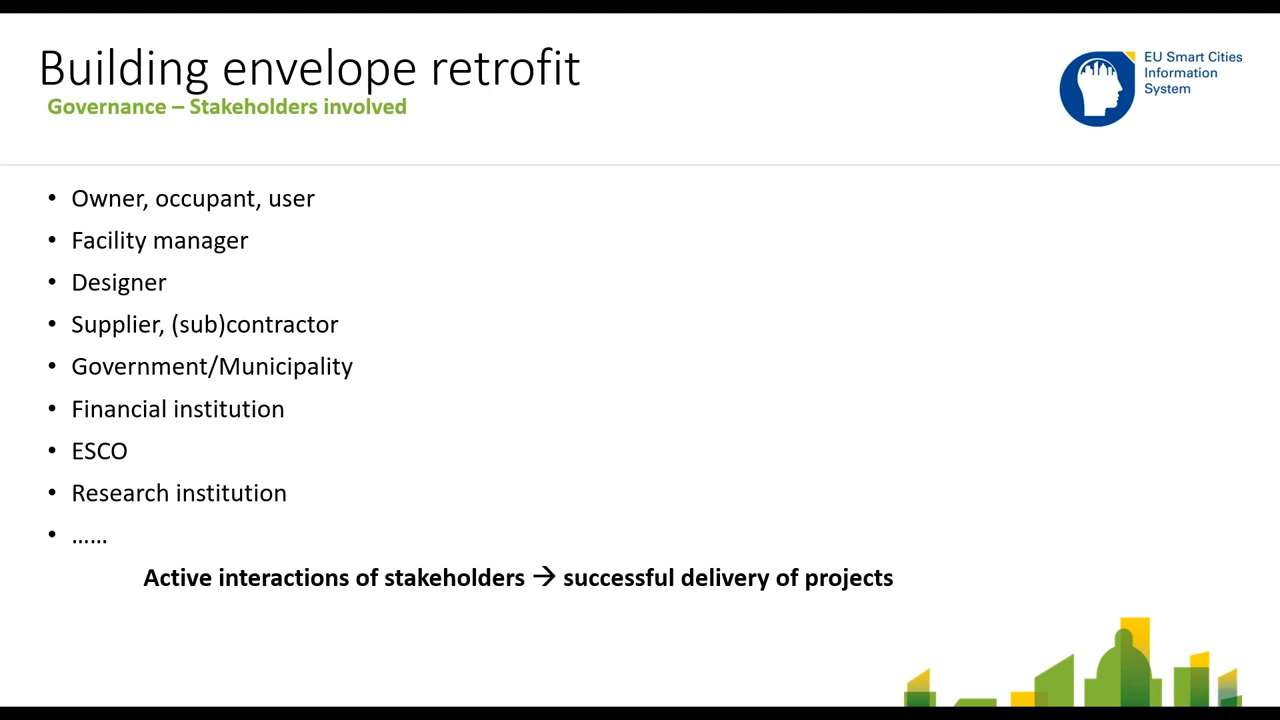 Building envelope retrofit
Governance – Stakeholders involved
EU Smart Cities
Information
System
• Owner, occupant, user
• Facility manager
• Designer
• Supplier, (sub)contractor
• Government/Municipality
• Financial institution
• ESCO
• Research institution
• ......
Active interactions of stakeholders → successful delivery of projects